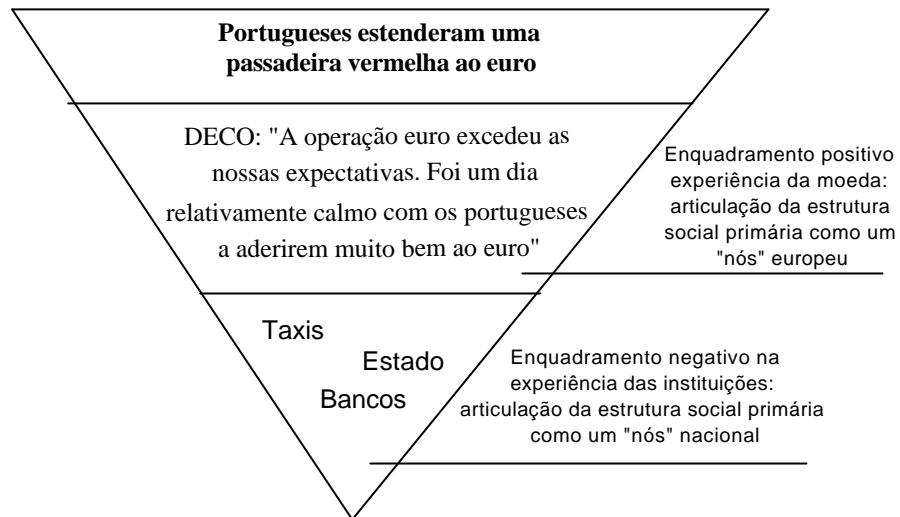 Portugueses estenderam uma
passadeira vermelha ao euro
DECO: "A operação euro excedeu as
nossas expectativas. Foi um dia
relativamente calmo com os portugueses
a aderirem muito bem ao euro"
Enquadramento positivo
experiência da moeda:
articulação da estrutura
social primária como um
"nós" europeu
Taxis
Estado
Bancos
Enquadramento negativo na
experiência das instituições:
articulação da estrutura social primária
como um "nós" nacional